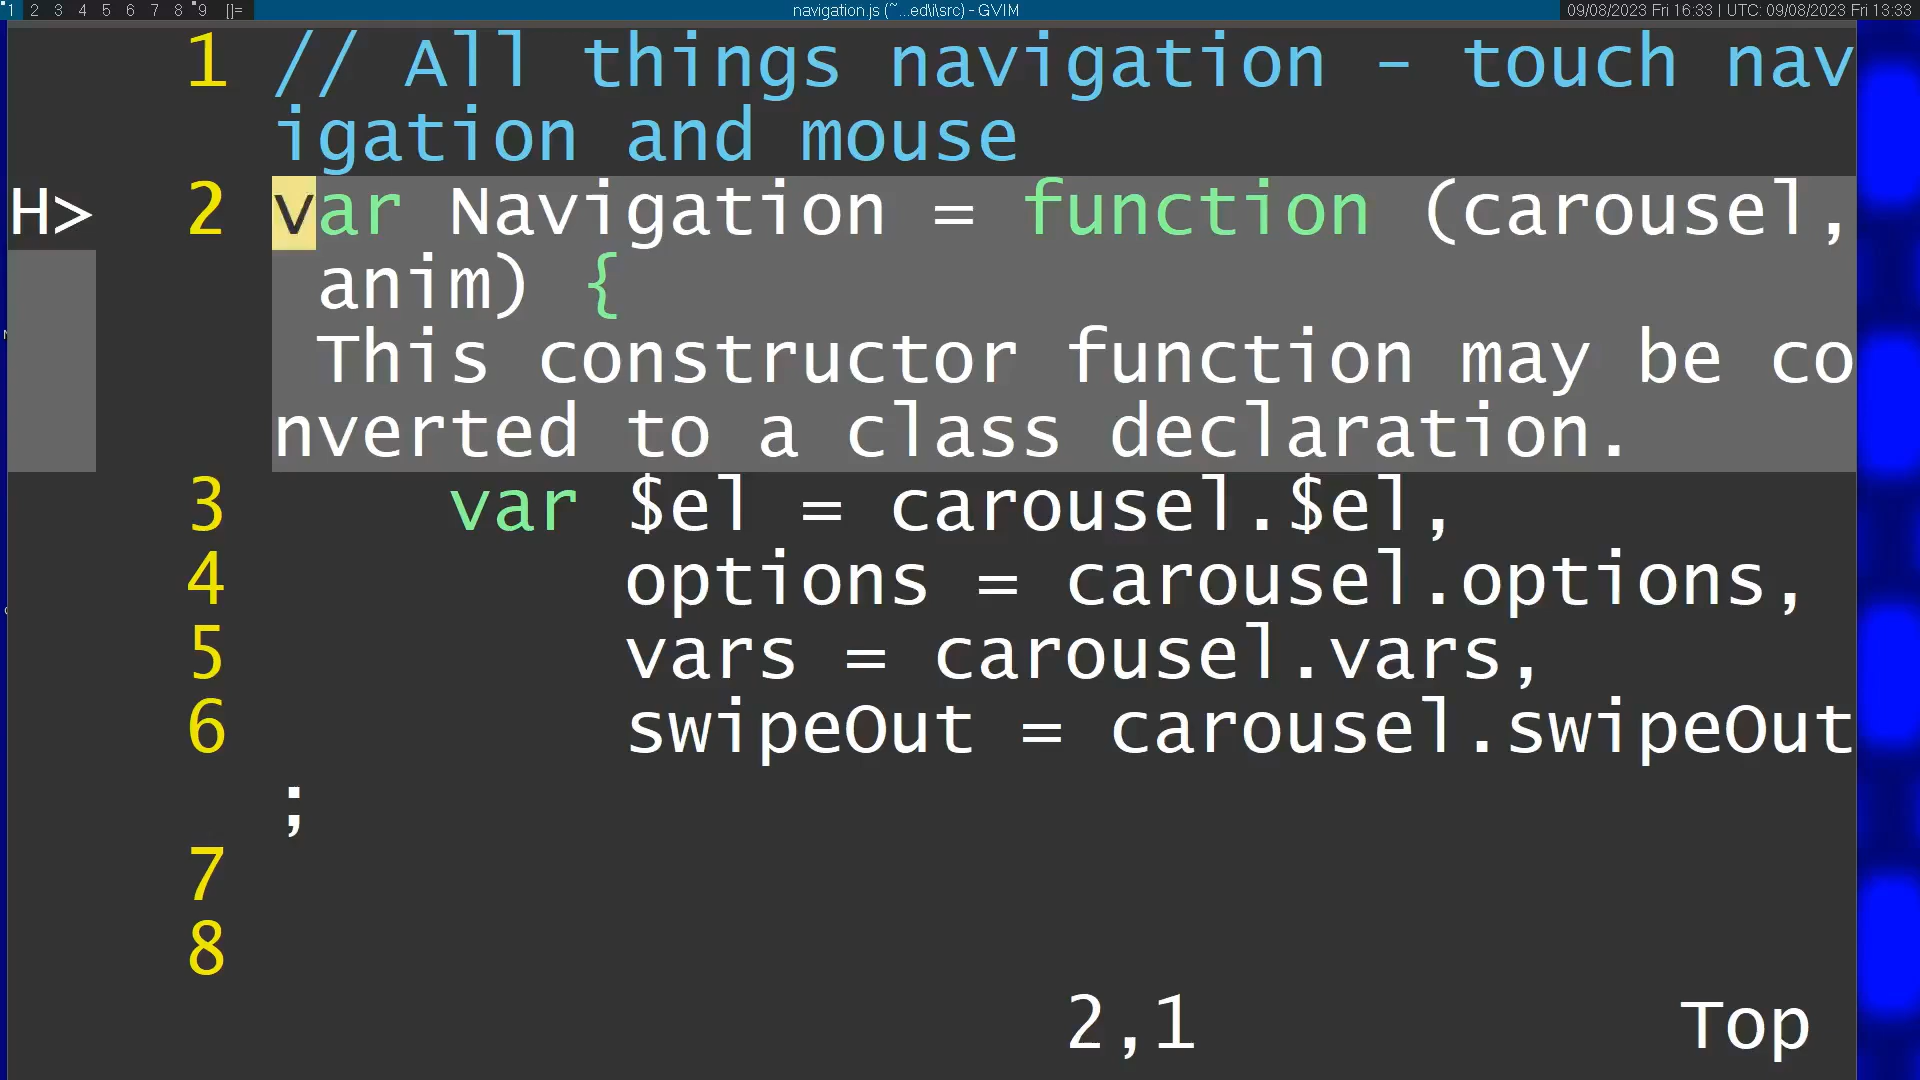 1 2 3 4 5 6 7 8 9 []= navigation.js (~...ed\i\src) - GVIM 09/08/2023 Fri 16:33 | UTC: 09/08/2023 Fri 13:33
1 // All things navigation - touch nav
igation and mouse
H> 2 var Navigation = function (carousel,
anim) {
This constructor function may be co
nverted to a class declaration.
3 var $el = carousel.$el,
4 options = carousel.options,
5 vars = carousel.vars,
6 swipeOut = carousel.swipeOut
;
7
8
2,1 Top